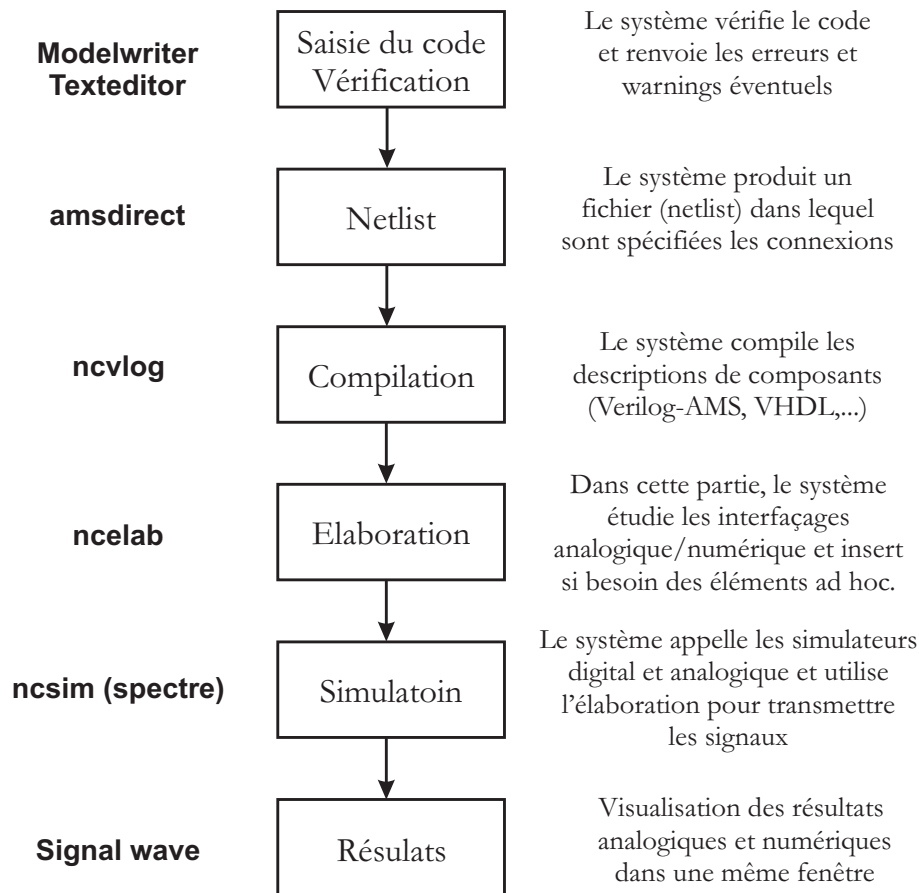 Modelwriter
Texteditor
Saisie du code
Vérification
Le système vérifie le code
et renvoie les erreurs et
warnings éventuels
amsdirect
Netlist
Le système produit un
fichier (netlist) dans lequel
sont spécifiées les connexions
ncvlog
Compilation
Le système compile les
descriptions de composants
(Verilog-AMS, VHDL,...)
ncelab
Elaboration
Dans cette partie, le système
étudie les interfaçages
analogique/numérique et insert
si besoin des éléments ad hoc.
ncsim (spectre)
Simulatoin
Le système appelle les simulateurs
digital et analogique et utilise
l’élaboration pour transmettre
les signaux
Signal wave
Résulats
Visualisation des résultats
analogiques et numériques
dans une même fenêtre